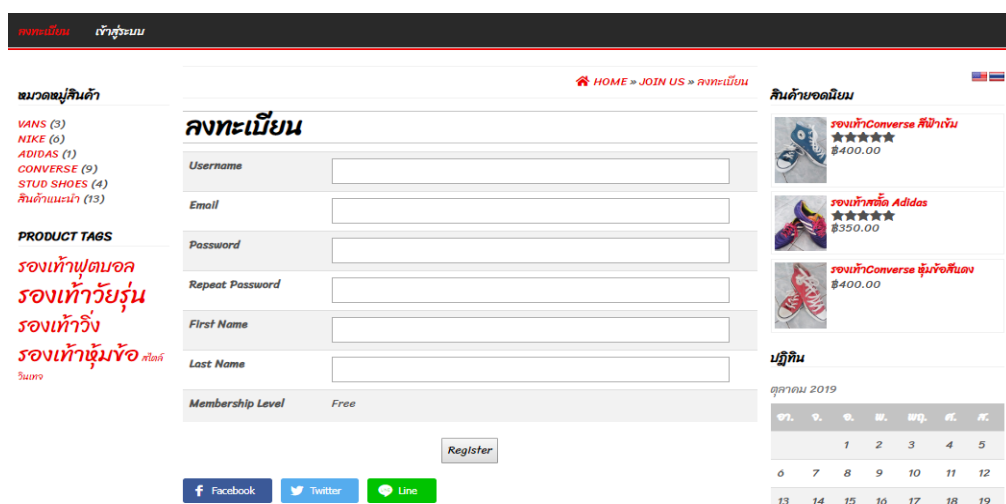 ลงทะเบียน เข้าสู่ระบบ
หมวดหมู่สินค้า
VANS (3)
NIKE (6)
ADIDAS (1)
CONVERSE (9)
STUD SHOES (4)
สินค้าแนะนำ (13)
PRODUCT TAGS
รองเท้าฟุตบอล
รองเท้าวัยรุ่น
รองเท้าวิ่ง
รองเท้าหุ้มข้อ สไตล์
วินเทจ
HOME » JOIN US » ลงทะเบียน
ลงทะเบียน
Username
Email
Password
Repeat Password
First Name
Last Name
Membership Level Free
Register
Facebook Twitter Line
สินค้ายอดนิยม
รองเท้าConverse สีฟ้าเข้ม
฿400.00
รองเท้าสตั๊ด Adidas
฿350.00
รองเท้าConverse หุ้มข้อสีแดง
฿400.00
ปฏิทิน
ตุลาคม 2019
อา. จ. อ. พ. พฤ. ศ. ส.
1 2 3 4 5
6 7 8 9 10 11 12
13 14 15 16 17 18 19